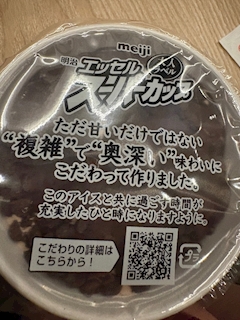 meiji
明治 エッセル
スーパーカップ
ただ甘いだけではない
“複雑”で“奥深い”味わいに
こだわって作りました。
このアイスと共に過ごす時間が
充実したひと時になりますように。
こだわりの詳細は
こちらから!